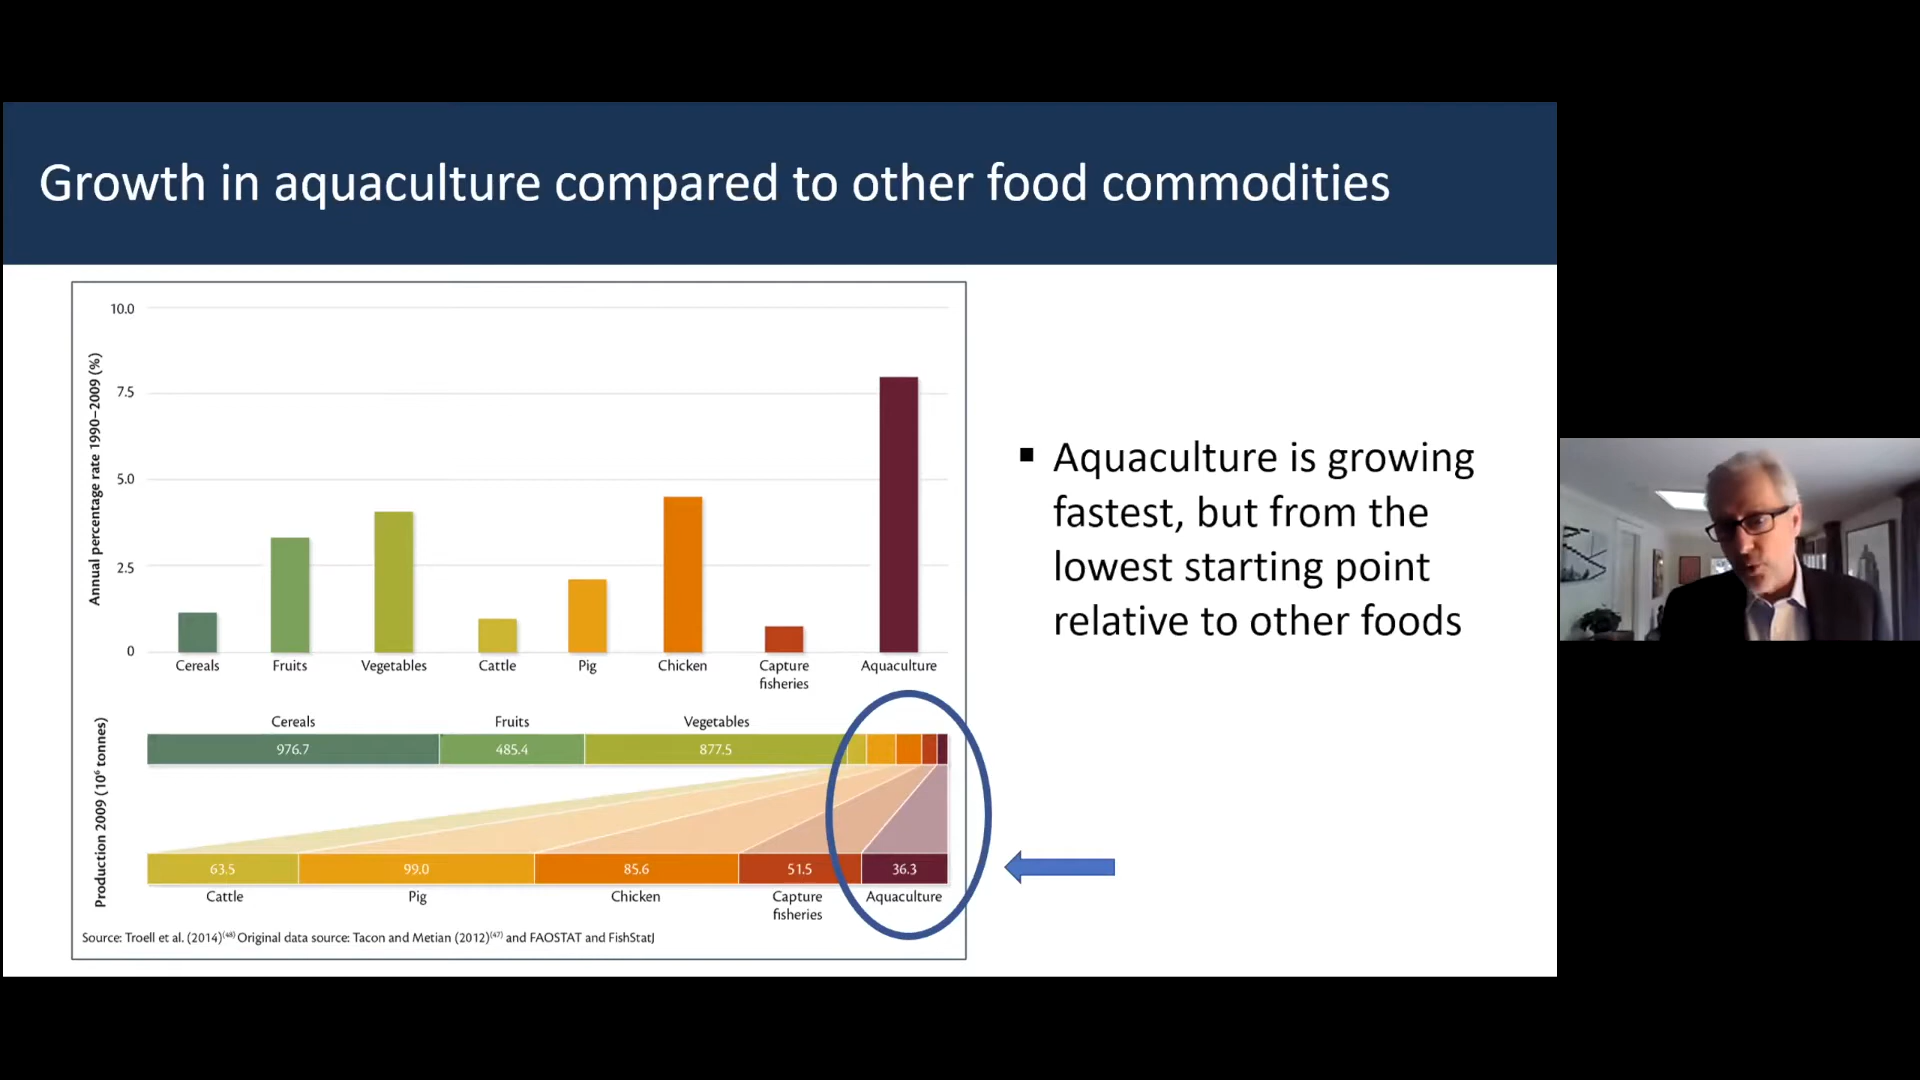 Growth in aquaculture compared to other food commodities
Annual percentage rate 1990–2009 (%)
10.0
7.5
5.0
2.5
0
Cereals
Fruits
Vegetables
Cattle
Pig
Chicken
Capture
fisheries
Aquaculture
Production 2009 (10⁶ tonnes)
Cereals
Fruits
Vegetables
976.7
485.4
877.5
63.5
99.0
85.6
51.5
36.3
Cattle
Pig
Chicken
Capture
fisheries
Aquaculture
Source: Troell et al. (2014)⁽⁴⁸⁾ Original data source: Tacon and Metian (2012)⁽⁴⁷⁾ and FAOSTAT and FishStatJ
▪ Aquaculture is growing
fastest, but from the
lowest starting point
relative to other foods